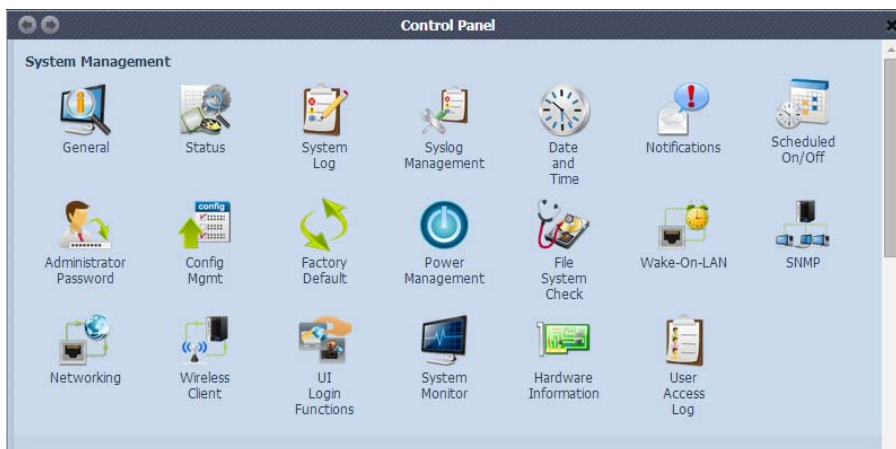 Control Panel
System Management
General
Status
System
Log
Syslog
Management
Date
and
Time
Notifications
Scheduled
On/Off
Administrator
Password
config
Config
Mgmt
Factory
Default
Power
Management
File
System
Check
Wake-On-LAN
SNMP
Networking
Wireless
Client
UI
Login
Functions
System
Monitor
Hardware
Information
User
Access
Log